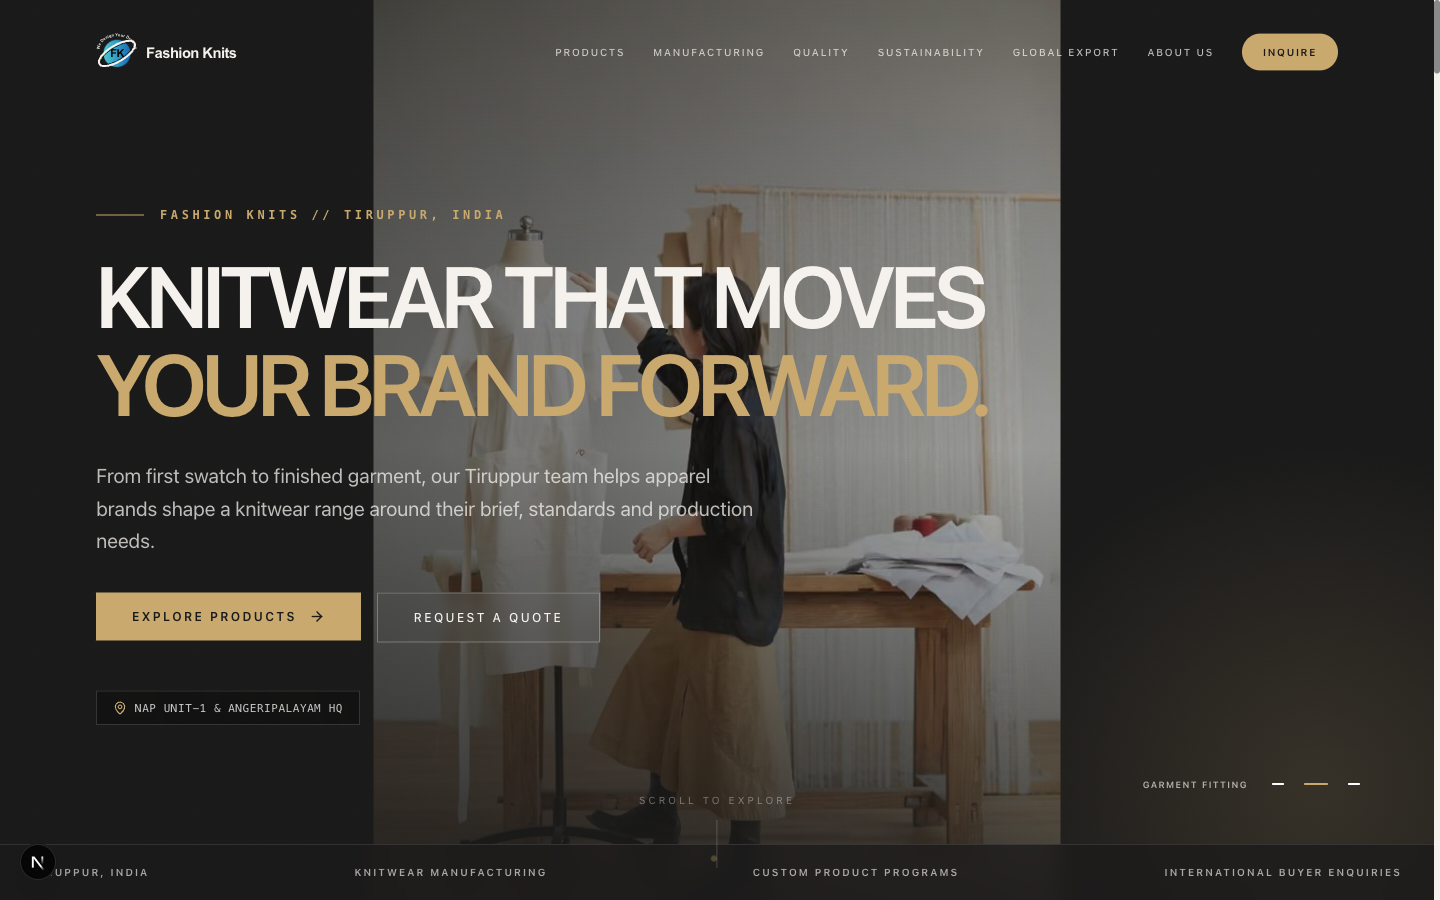 FK
Fashion Knits
PRODUCTS
MANUFACTURING
QUALITY
SUSTAINABILITY
GLOBAL EXPORT
ABOUT US
INQUIRE
FASHION KNITS // TIRUPPUR, INDIA
KNITWEAR THAT MOVES
YOUR BRAND FORWARD.
From first swatch to finished garment, our Tiruppur team helps apparel
brands shape a knitwear range around their brief, standards and production
needs.
EXPLORE PRODUCTS
REQUEST A QUOTE
NAP UNIT–1 & ANGERIPALAYAM HQ
GARMENT FITTING
SCROLL TO EXPLORE
UPPUR, INDIA
KNITWEAR MANUFACTURING
CUSTOM PRODUCT PROGRAMS
INTERNATIONAL BUYER ENQUIRIES